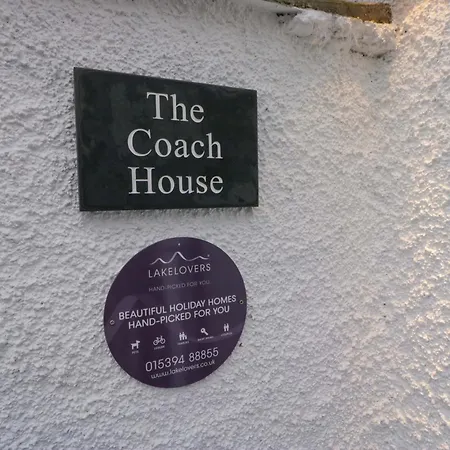 The
Coach
House
LAKELOVERS
HAND-PICKED FOR YOU
BEAUTIFUL HOLIDAY HOMES
HAND-PICKED FOR YOU
015394 88855
www.lakelovers.co.uk